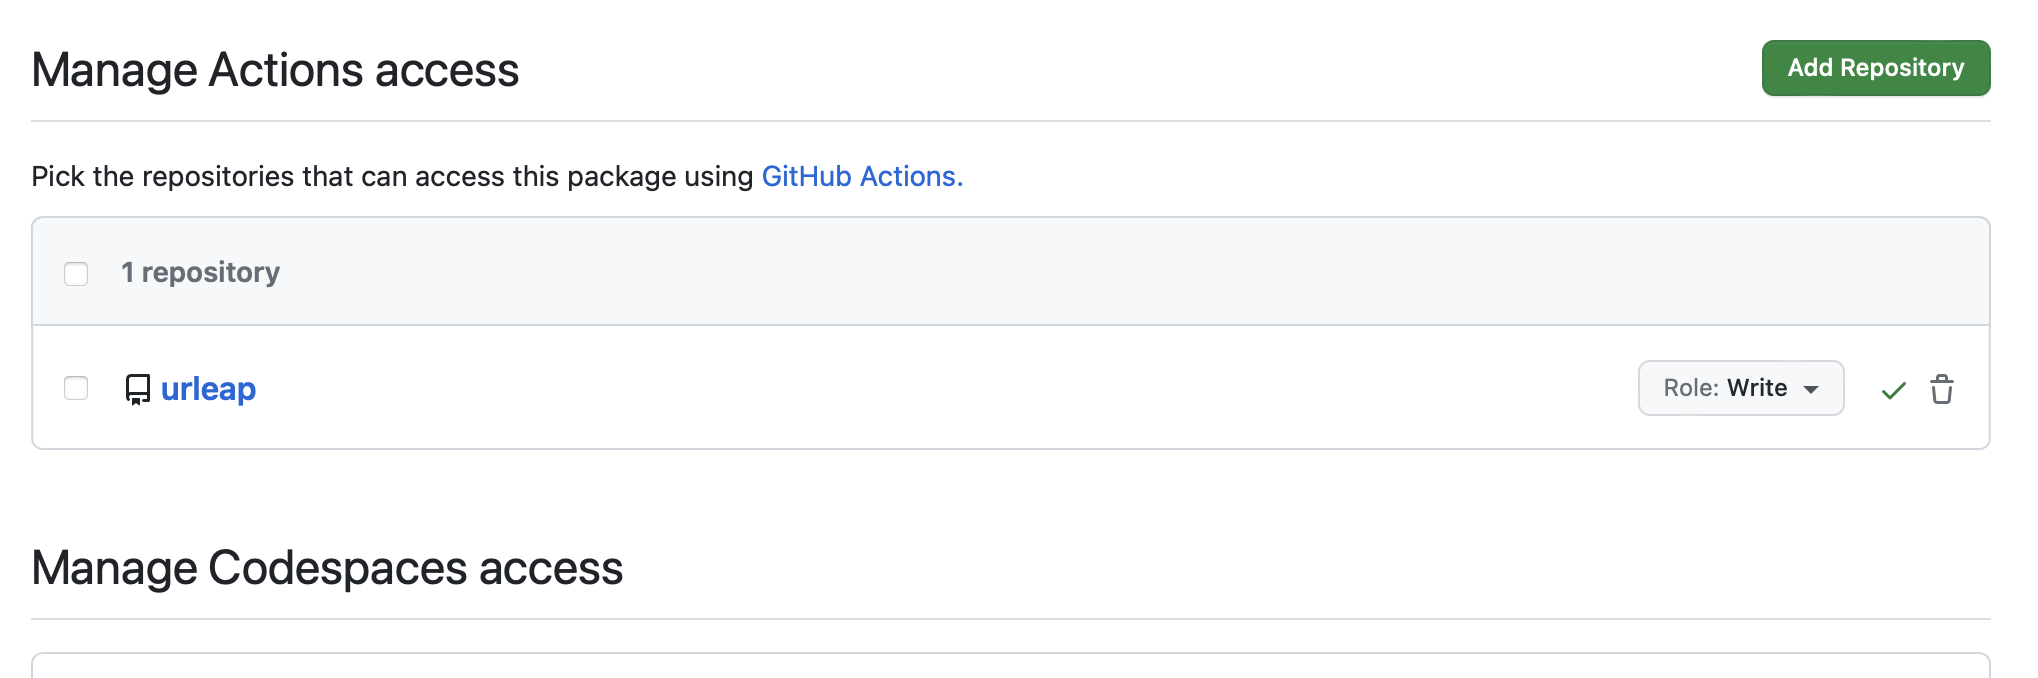 Manage Actions access
Add Repository
Pick the repositories that can access this package using GitHub Actions.
1 repository
urleap
Role: Write
Manage Codespaces access